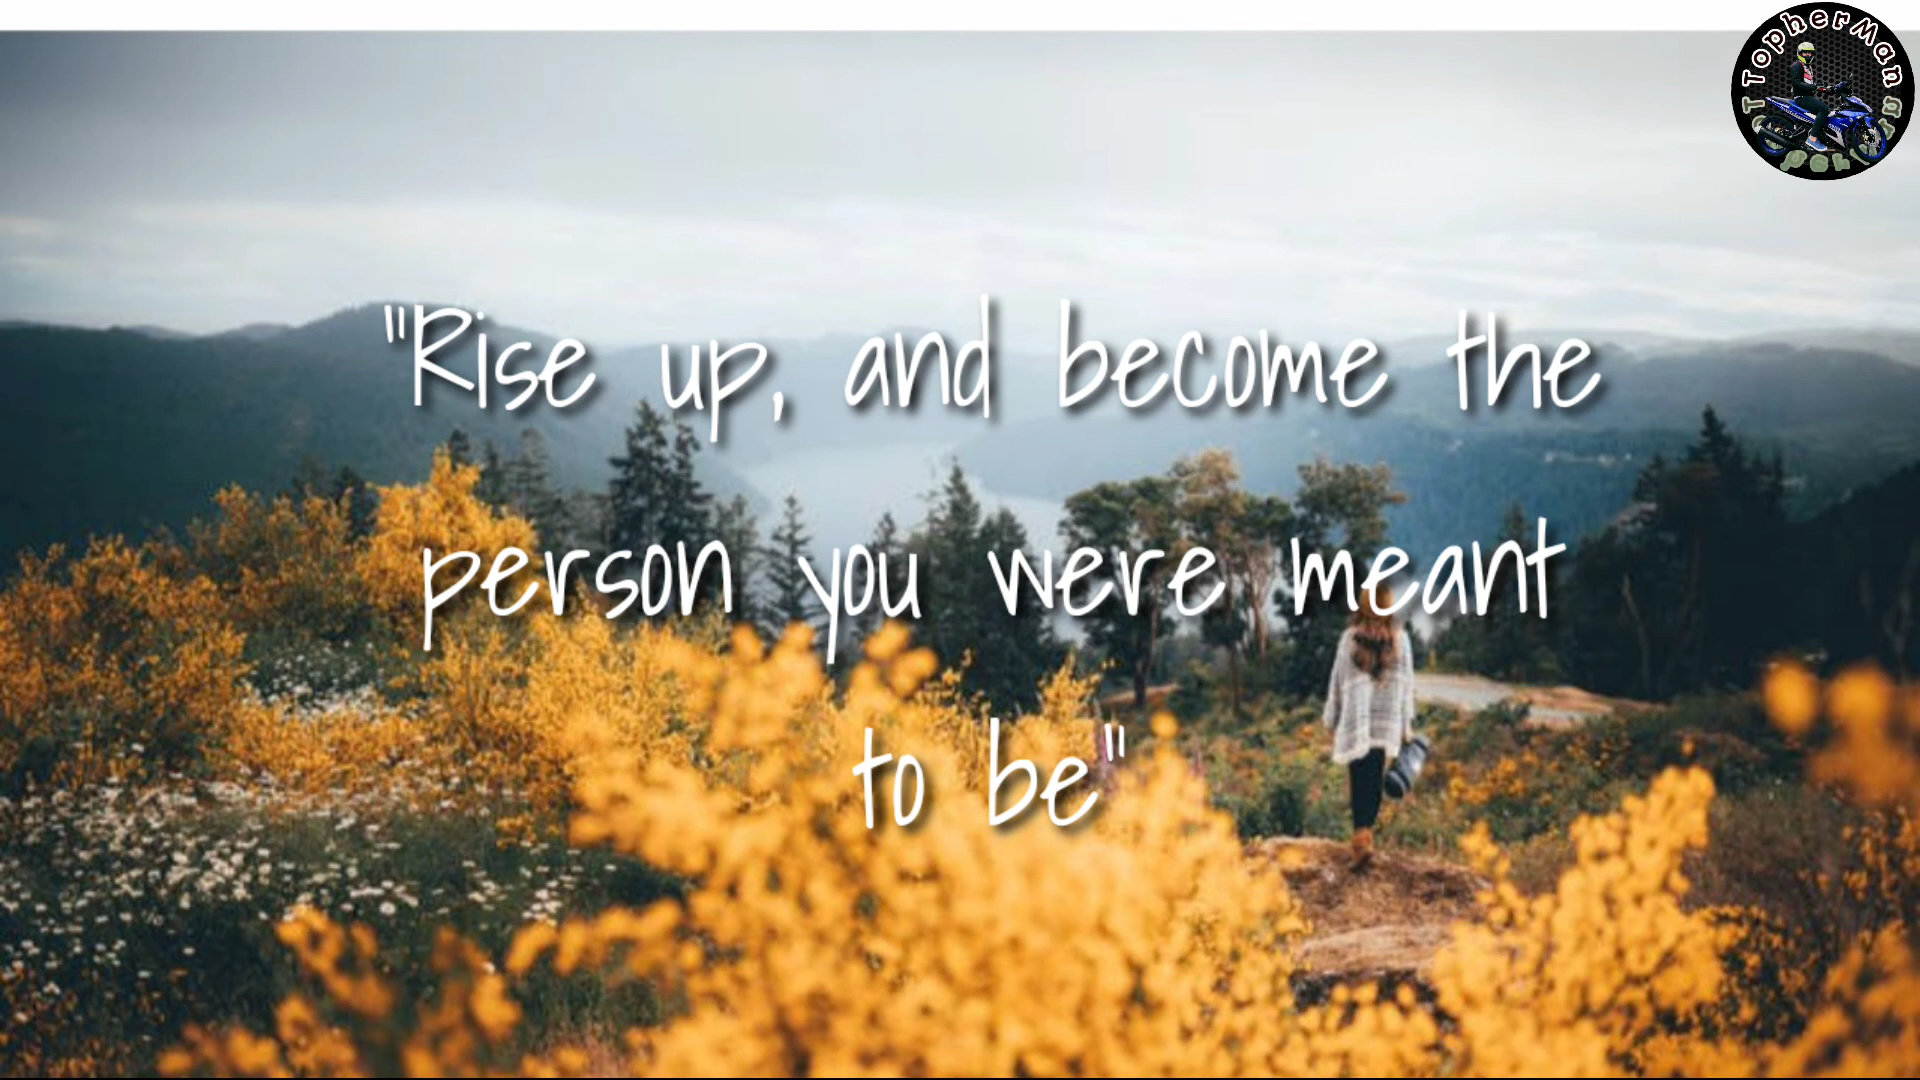 TopherMan
"Rise up, and become the
person you were meant
to be"